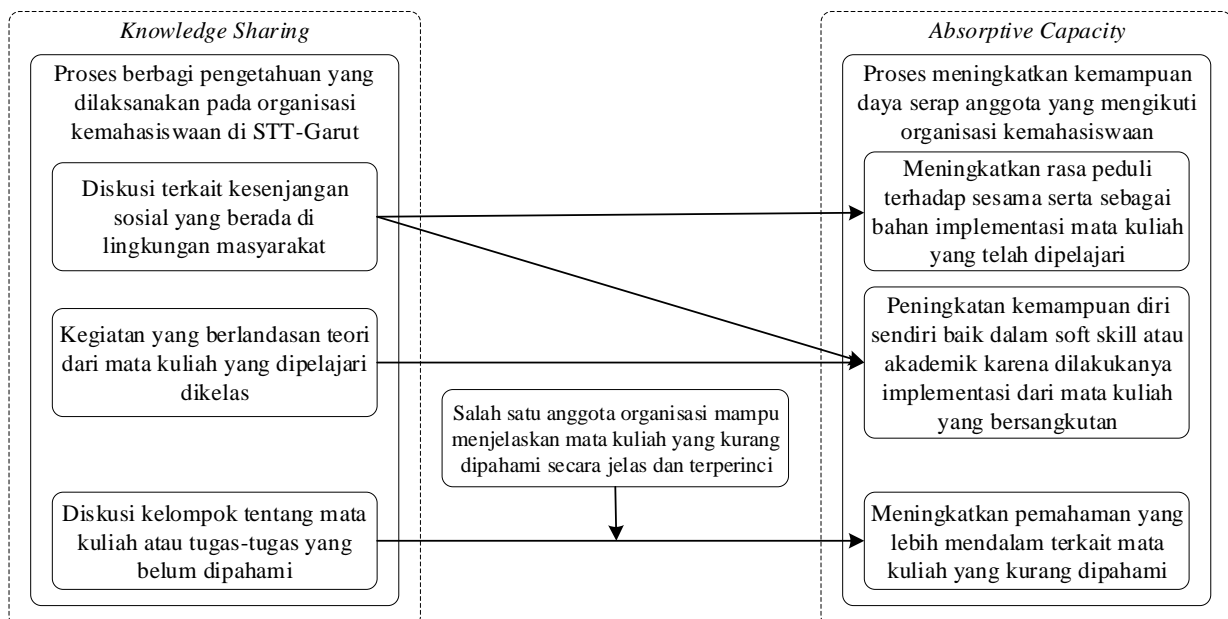 Knowledge Sharing
Proses berbagi pengetahuan yang
dilaksanakan pada organisasi
kemahasiswaan di STT-Garut
Diskusi terkait kesenjangan
sosial yang berada di
lingkungan masyarakat
Kegiatan yang berlandasan teori
dari mata kuliah yang dipelajari
dikelas
Diskusi kelompok tentang mata
kuliah atau tugas-tugas yang
belum dipahami
Salah satu anggota organisasi mampu
menjelaskan mata kuliah yang kurang
dipahami secara jelas dan terperinci
Absorptive Capacity
Proses meningkatkan kemampuan
daya serap anggota yang mengikuti
organisasi kemahasiswaan
Meningkatkan rasa peduli
terhadap sesama serta sebagai
bahan implementasi mata kuliah
yang telah dipelajari
Peningkatan kemampuan diri
sendiri baik dalam soft skill atau
akademik karena dilakukanya
implementasi dari mata kuliah
yang bersangkutan
Meningkatkan pemahaman yang
lebih mendalam terkait mata
kuliah yang kurang dipahami